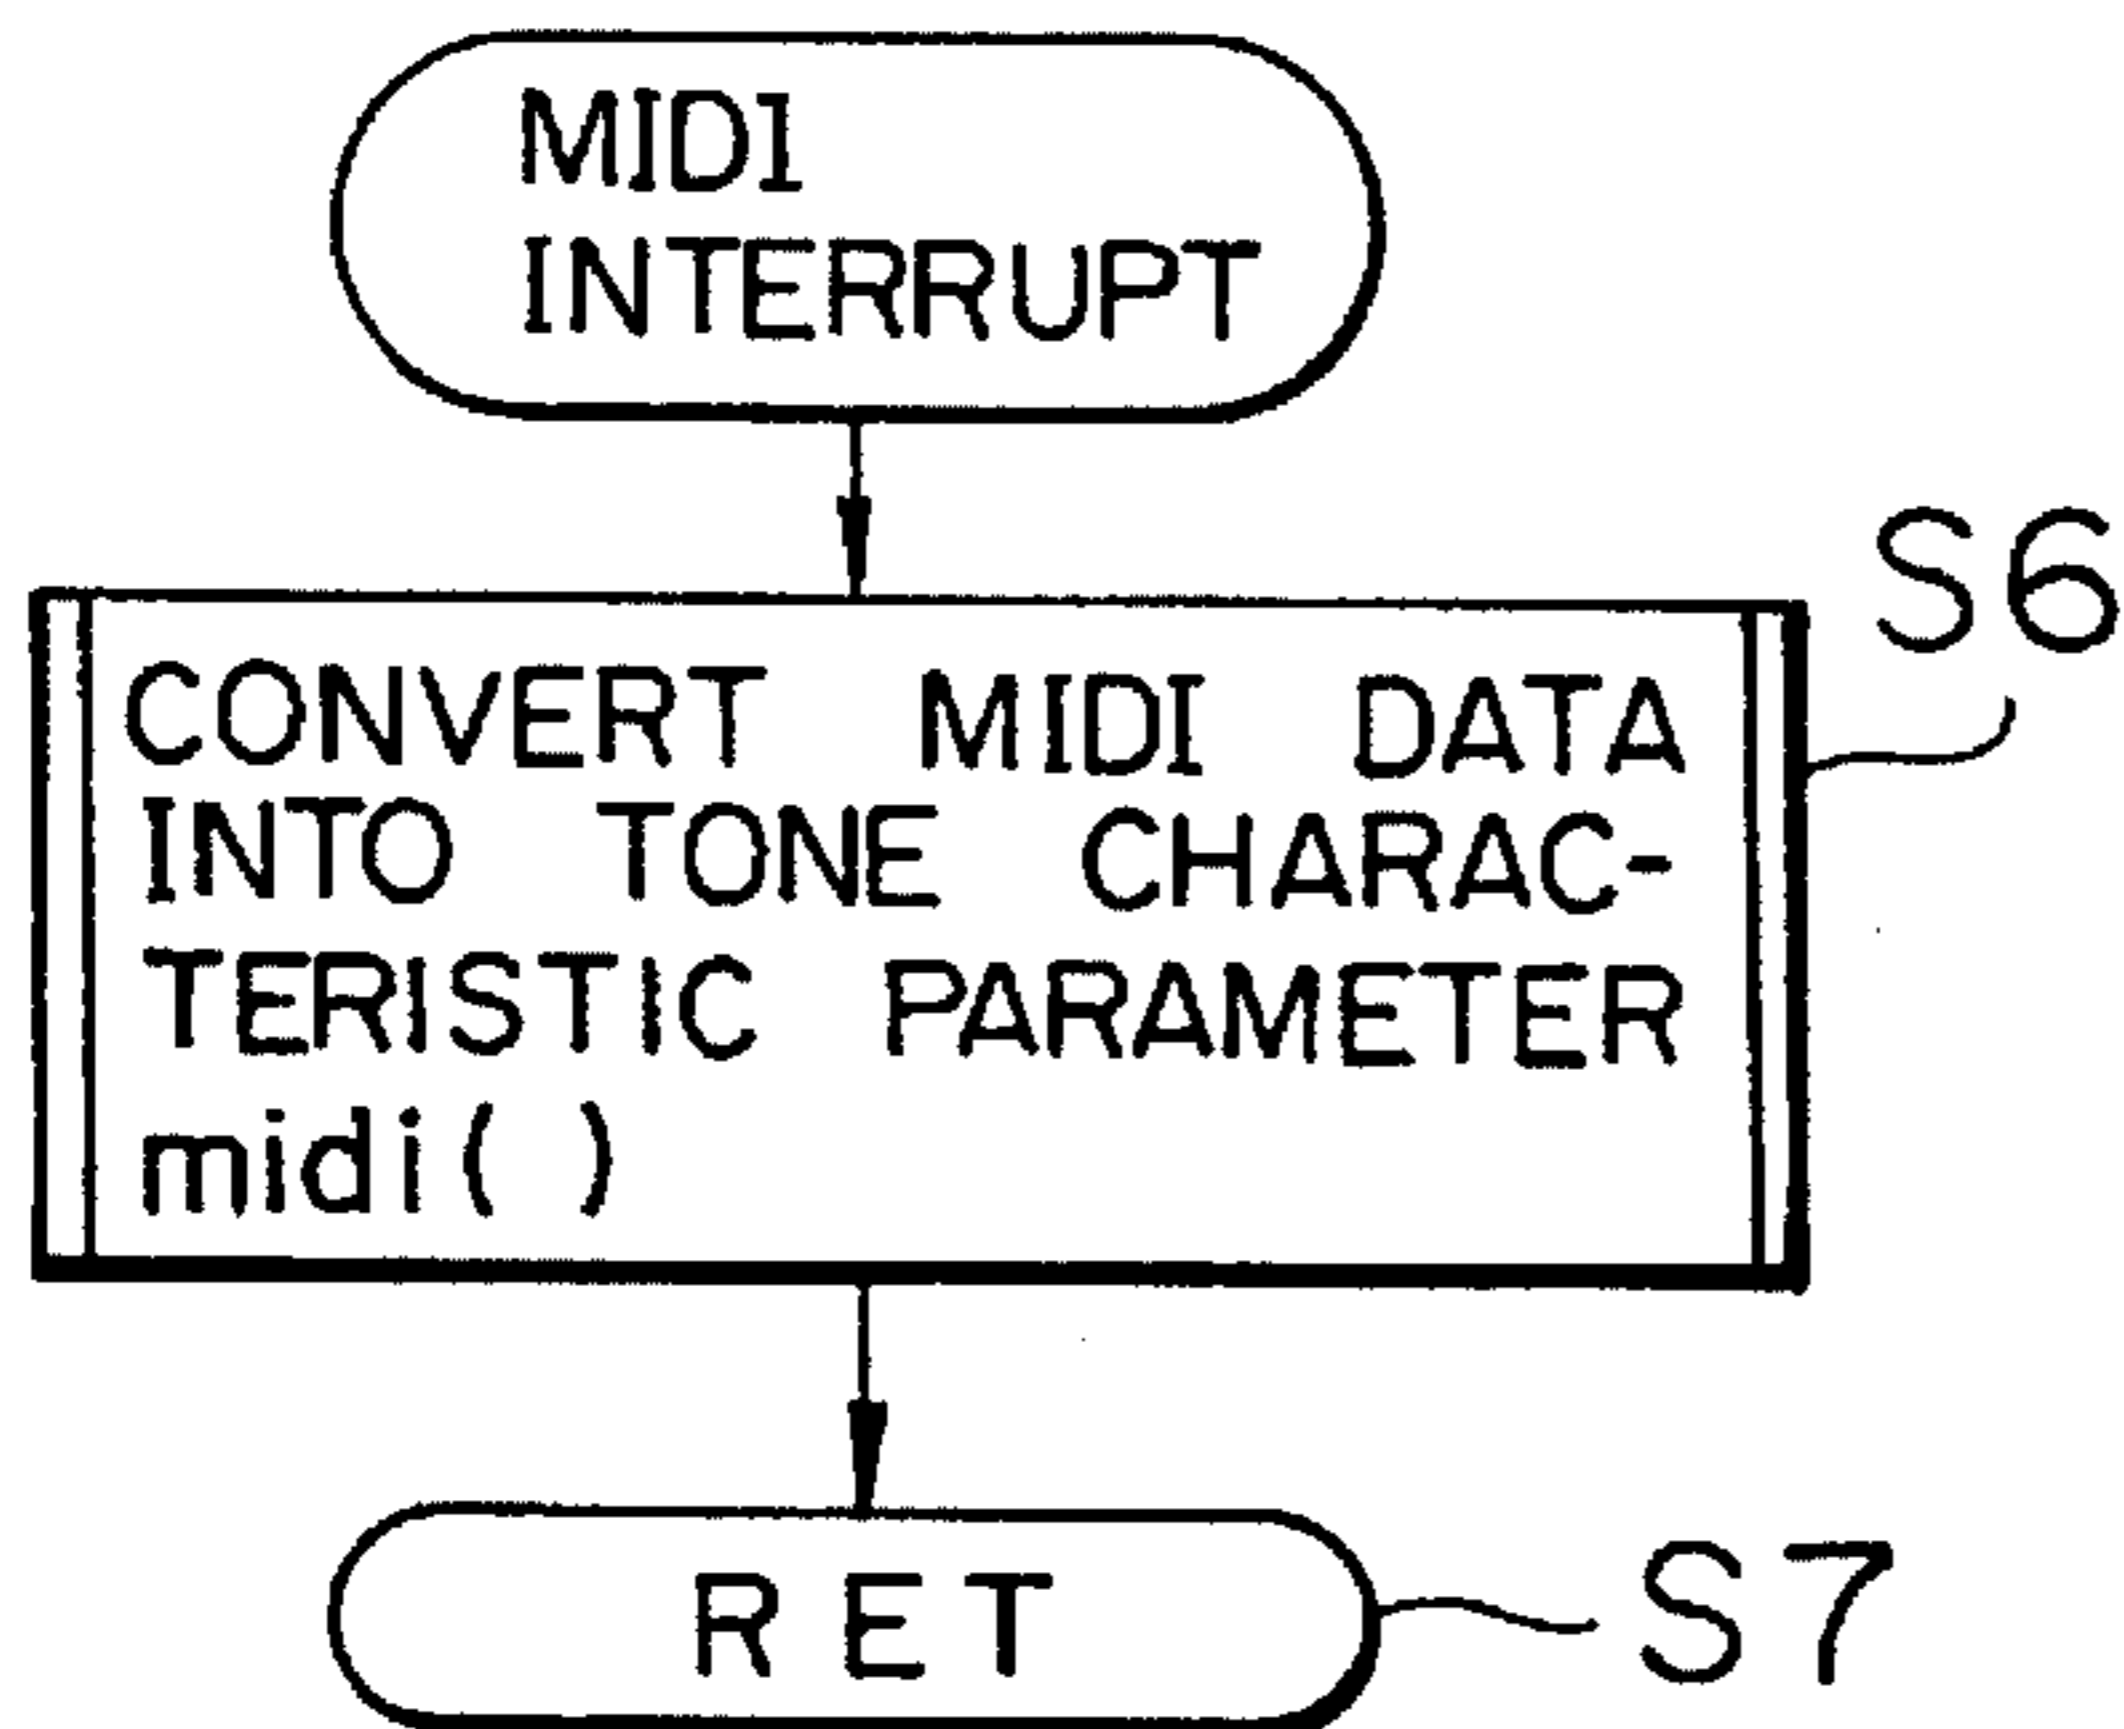 MIDI
INTERRUPT
S6
CONVERT MIDI DATA
INTO TONE CHARAC-
TERISTIC PARAMETER
midi( )
RET
S7